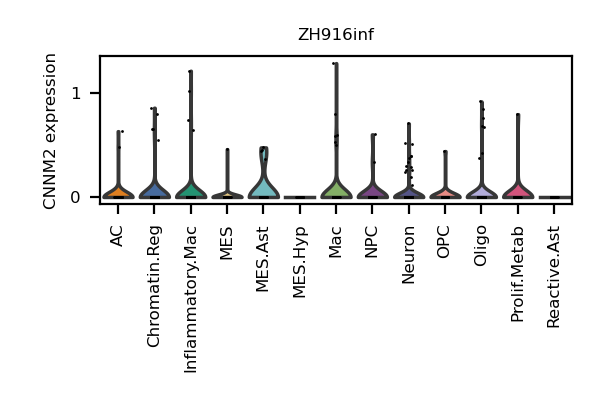 ZH916inf
CNNM2 expression
1
0
AC
Chromatin.Reg
Inflammatory.Mac
MES
MES.Ast
MES.Hyp
Mac
NPC
Neuron
OPC
Oligo
Prolif.Metab
Reactive.Ast